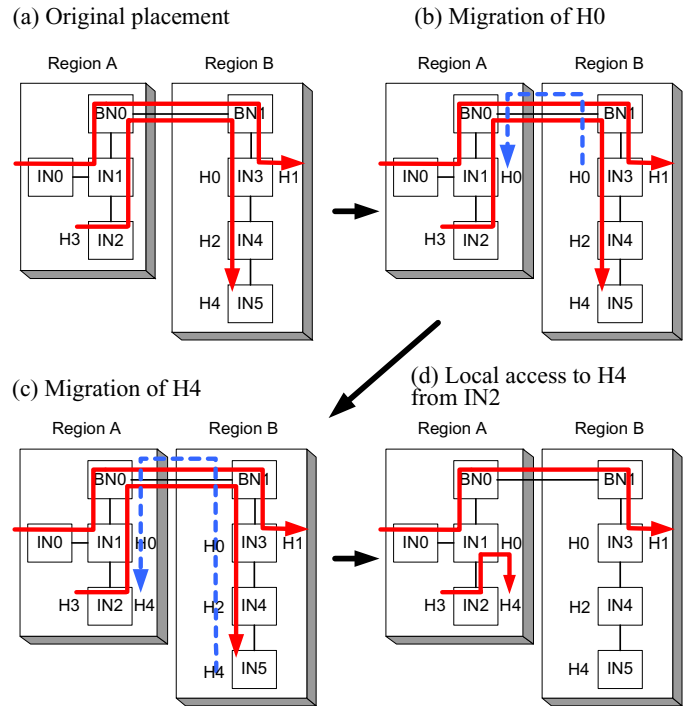 (a) Original placement
(b) Migration of H0
Region A
Region B
BN0
BN1
IN0
IN1
H0
IN3
H1
H3
IN2
H2
IN4
H4
IN5
Region A
Region B
BN0
BN1
IN0
IN1
H0
H0
IN3
H1
H3
IN2
H2
IN4
H4
IN5
(c) Migration of H4
(d) Local access to H4
from IN2
Region A
Region B
BN0
BN1
IN0
IN1
H0
H0
IN3
H1
H3
IN2
H4
H2
IN4
H4
IN5
Region A
Region B
BN0
BN1
IN0
IN1
H0
H0
IN3
H1
H3
IN2
H4
H2
IN4
H4
IN5